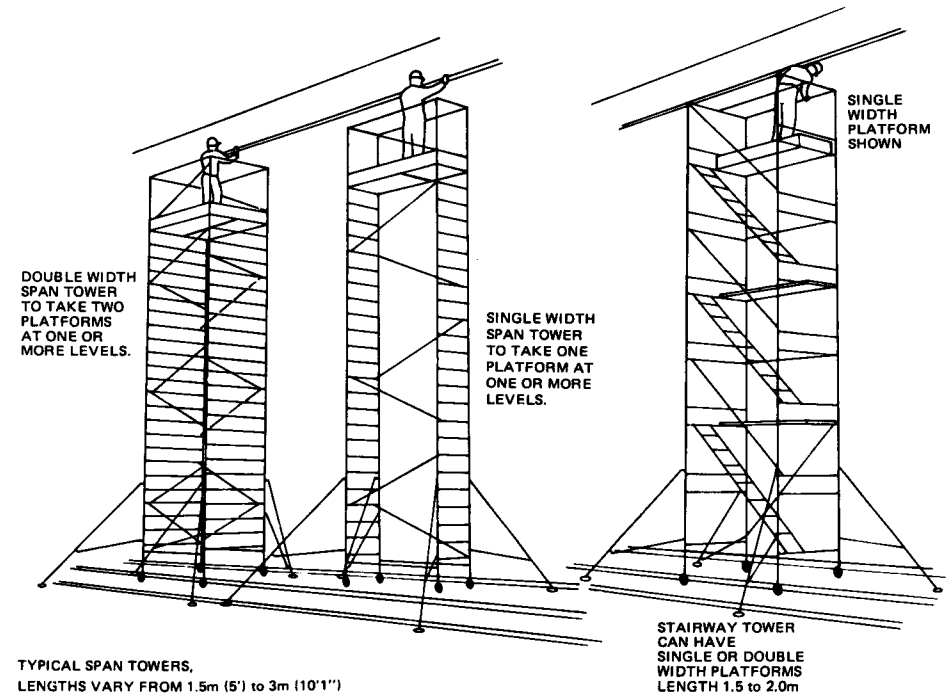 DOUBLE WIDTH
SPAN TOWER
TO TAKE TWO
PLATFORMS
AT ONE OR
MORE LEVELS.
SINGLE WIDTH
SPAN TOWER
TO TAKE ONE
PLATFORM AT
ONE OR MORE
LEVELS.
SINGLE
WIDTH
PLATFORM
SHOWN
TYPICAL SPAN TOWERS,
LENGTHS VARY FROM 1.5m (5') to 3m (10'1")
STAIRWAY TOWER
CAN HAVE
SINGLE OR DOUBLE
WIDTH PLATFORMS
LENGTH 1.5 to 2.0m